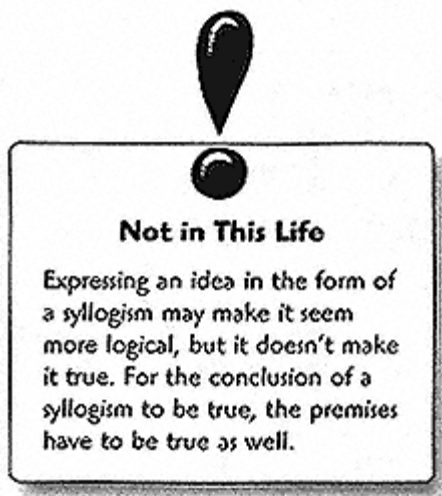 Not in This Life
Expressing an idea in the form of
a syllogism may make it seem
more logical, but it doesn't make
it true. For the conclusion of a
syllogism to be true, the premises
have to be true as well.